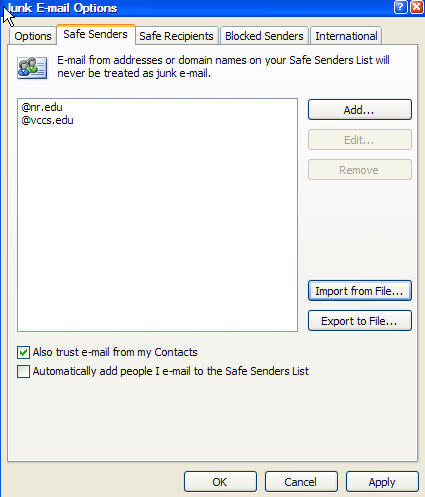 Junk E-mail Options
Options
Safe Senders
Safe Recipients
Blocked Senders
International
E-mail from addresses or domain names on your Safe Senders List will
never be treated as junk e-mail.
@nr.edu
@vccs.edu
Add...
Edit...
Remove
Import from File...
Export to File...
Also trust e-mail from my Contacts
Automatically add people I e-mail to the Safe Senders List
OK
Cancel
Apply